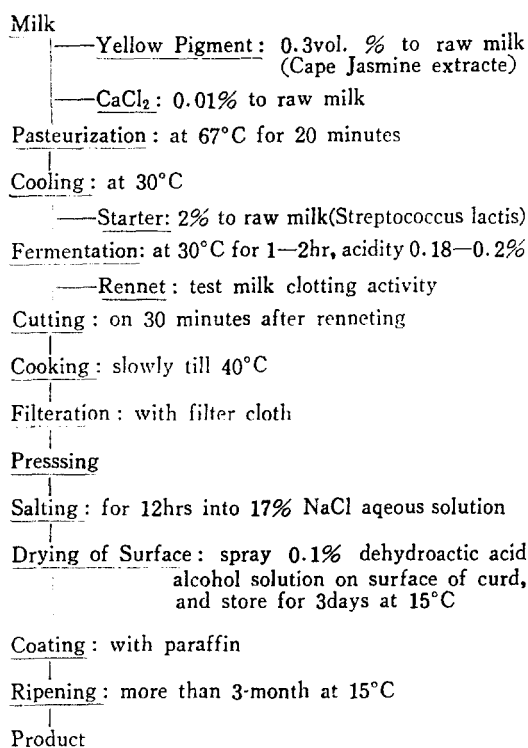 Milk
Yellow Pigment: 0.3vol. % to raw milk
(Cape Jasmine extracte)
CaCl₂: 0.01% to raw milk
Pasteurization: at 67°C for 20 minutes
Cooling: at 30°C
Starter: 2% to raw milk(Streptococcus lactis)
Fermentation: at 30°C for 1—2hr, acidity 0.18—0.2%
Rennet: test milk clotting activity
Cutting: on 30 minutes after renneting
Cooking: slowly till 40°C
Filteration: with filter cloth
Presssing
Salting: for 12hrs into 17% NaCl aqeous solution
Drying of Surface: spray 0.1% dehydroactic acid
alcohol solution on surface of curd,
and store for 3days at 15°C
Coating: with paraffin
Ripening: more than 3-month at 15°C
Product